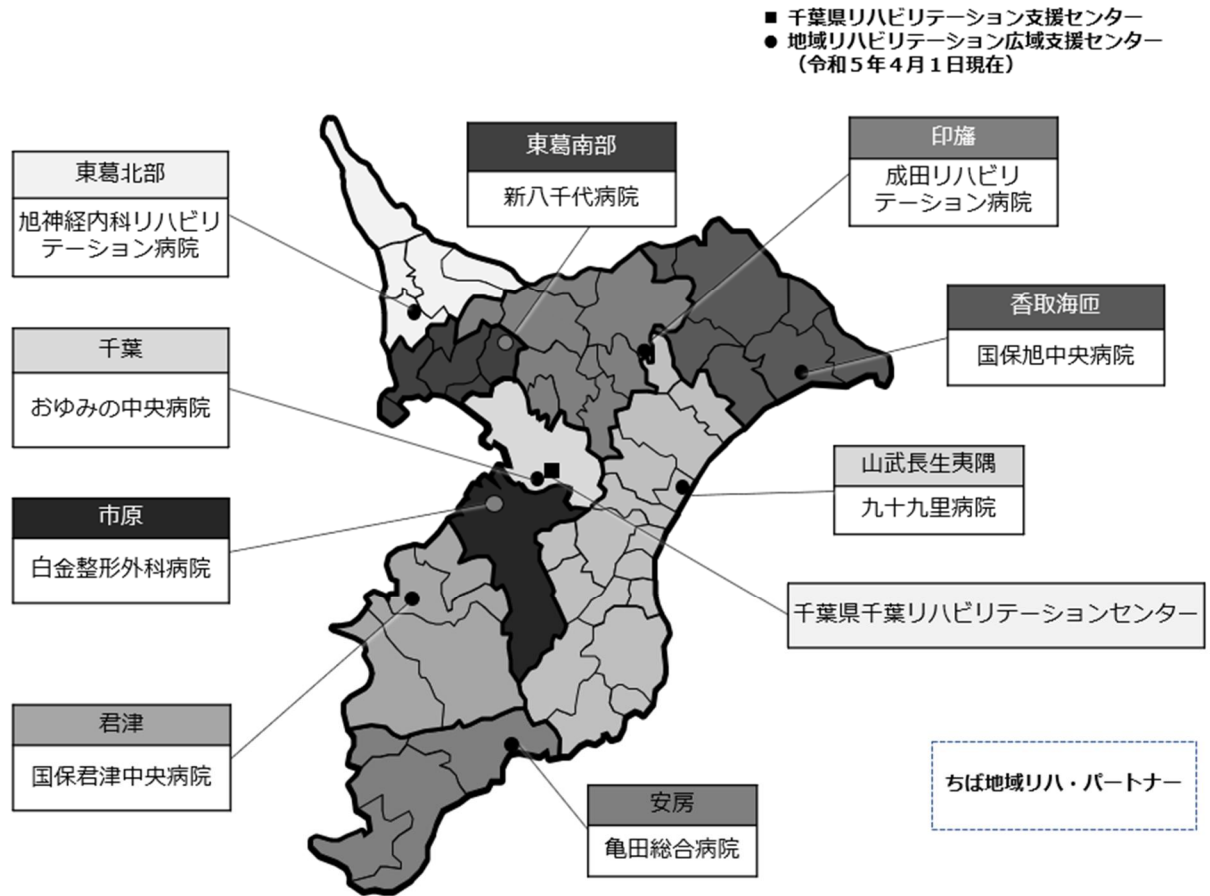 ■ 千葉県リハビリテーション支援センター
● 地域リハビリテーション広域支援センター
（令和５年４月１日現在）
東葛北部
旭神経内科リハビリ
テーション病院
東葛南部
新八千代病院
印旛
成田リハビリ
テーション病院
千葉
おゆみの中央病院
香取海匝
国保旭中央病院
市原
白金整形外科病院
山武長生夷隅
九十九里病院
千葉県千葉リハビリテーションセンター
君津
国保君津中央病院
安房
亀田総合病院
ちば地域リハ・パートナー